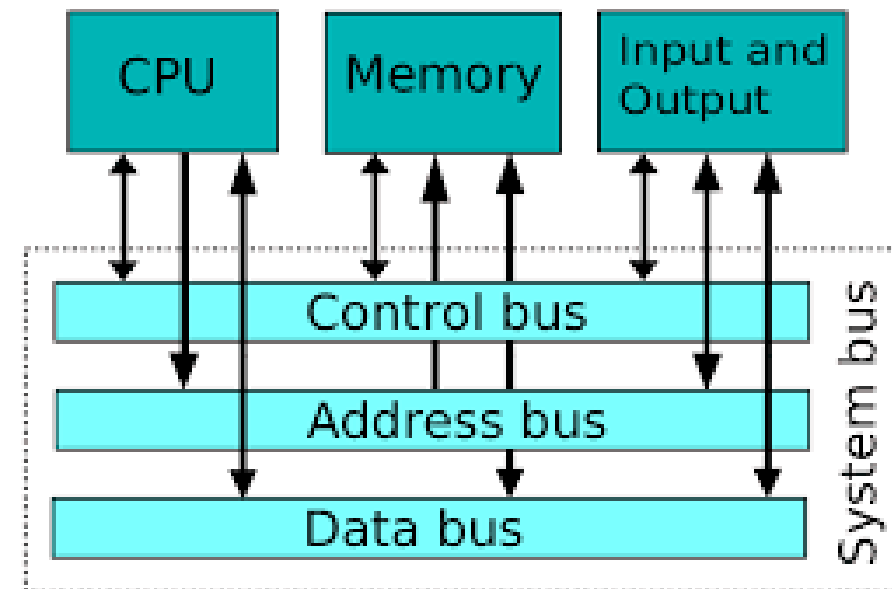 CPU
Memory
Input and
Output
Control bus
Address bus
Data bus
System bus